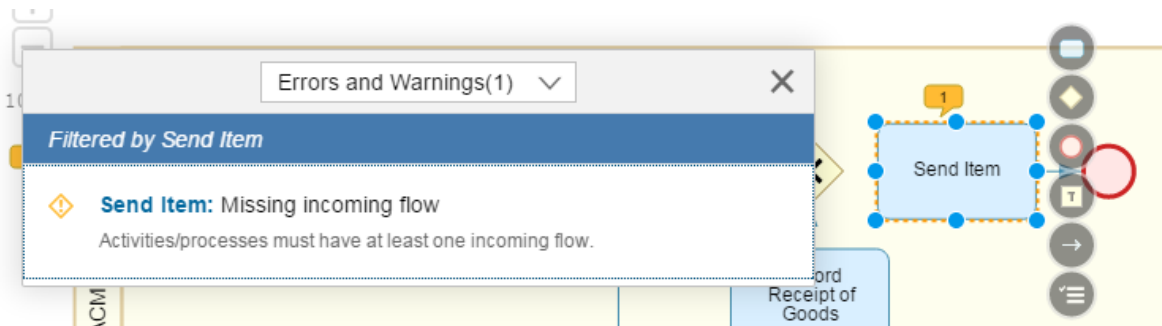 Errors and Warnings(1)
Filtered by Send Item
Send Item: Missing incoming flow
Activities/processes must have at least one incoming flow.
1
Send Item
T
Receipt of
Goods